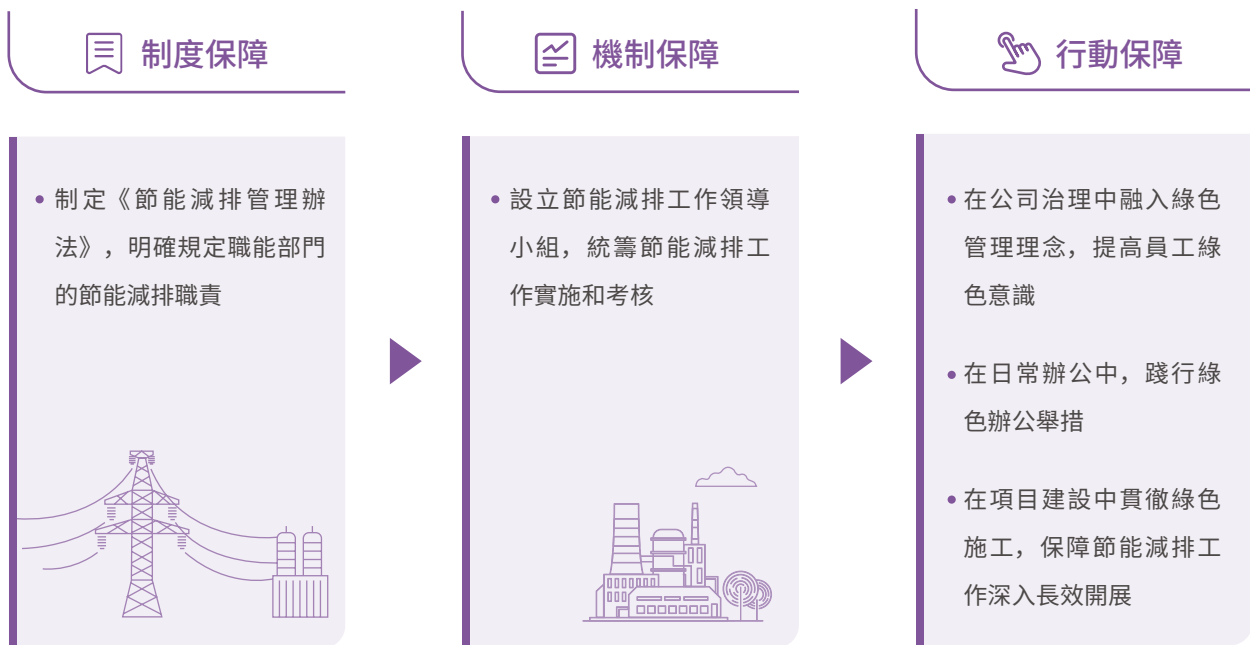 制度保障
制定《節能減排管理辦
法》，明確規定職能部門
的節能減排職責
機制保障
設立節能減排工作領導
小組，統籌節能減排工
作實施和考核
行動保障
在公司治理中融入綠色
管理理念，提高員工綠
色意識
在日常辦公中，踐行綠
色辦公舉措
在項目建設中貫徹綠色
施工，保障節能減排工
作深入長效開展